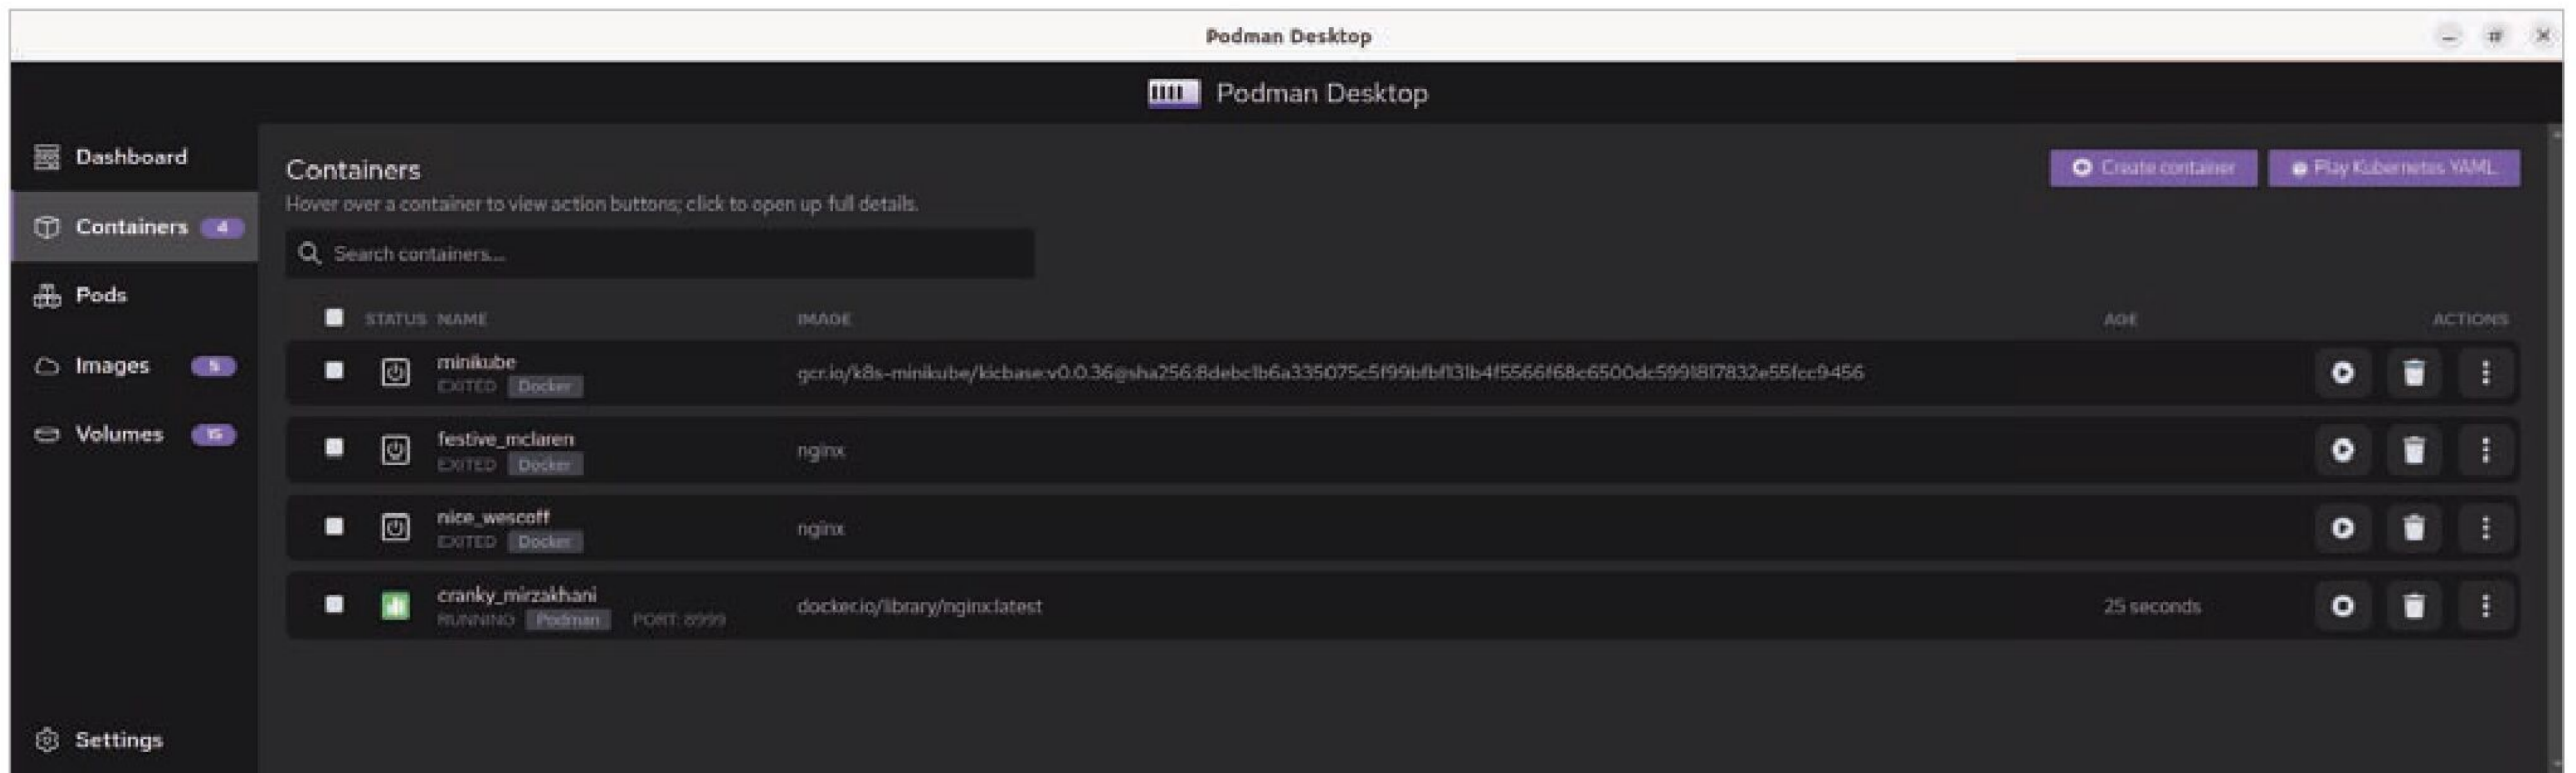 Podman Desktop
Podman Desktop
Dashboard
Containers 4
Pods
Images 5
Volumes 15
Settings
Containers
Hover over a container to view action buttons; click to open up full details.
Create container
Play Kubernetes YAML
Search containers...
STATUS NAME IMAGE AGE ACTIONS
minikube
EXITED Docker
gcr.io/k8s-minikube/kicbase:v0.0.36@sha256:8debc1b6a335075c5f99bfbf131b4f5566f68c6500dc5991817832e55fcc9456
festive_mclaren
EXITED Docker
nginx
nice_wescoff
EXITED Docker
nginx
cranky_mirzakhani
RUNNING Podman PORT: 8999
docker.io/library/nginx:latest
25 seconds